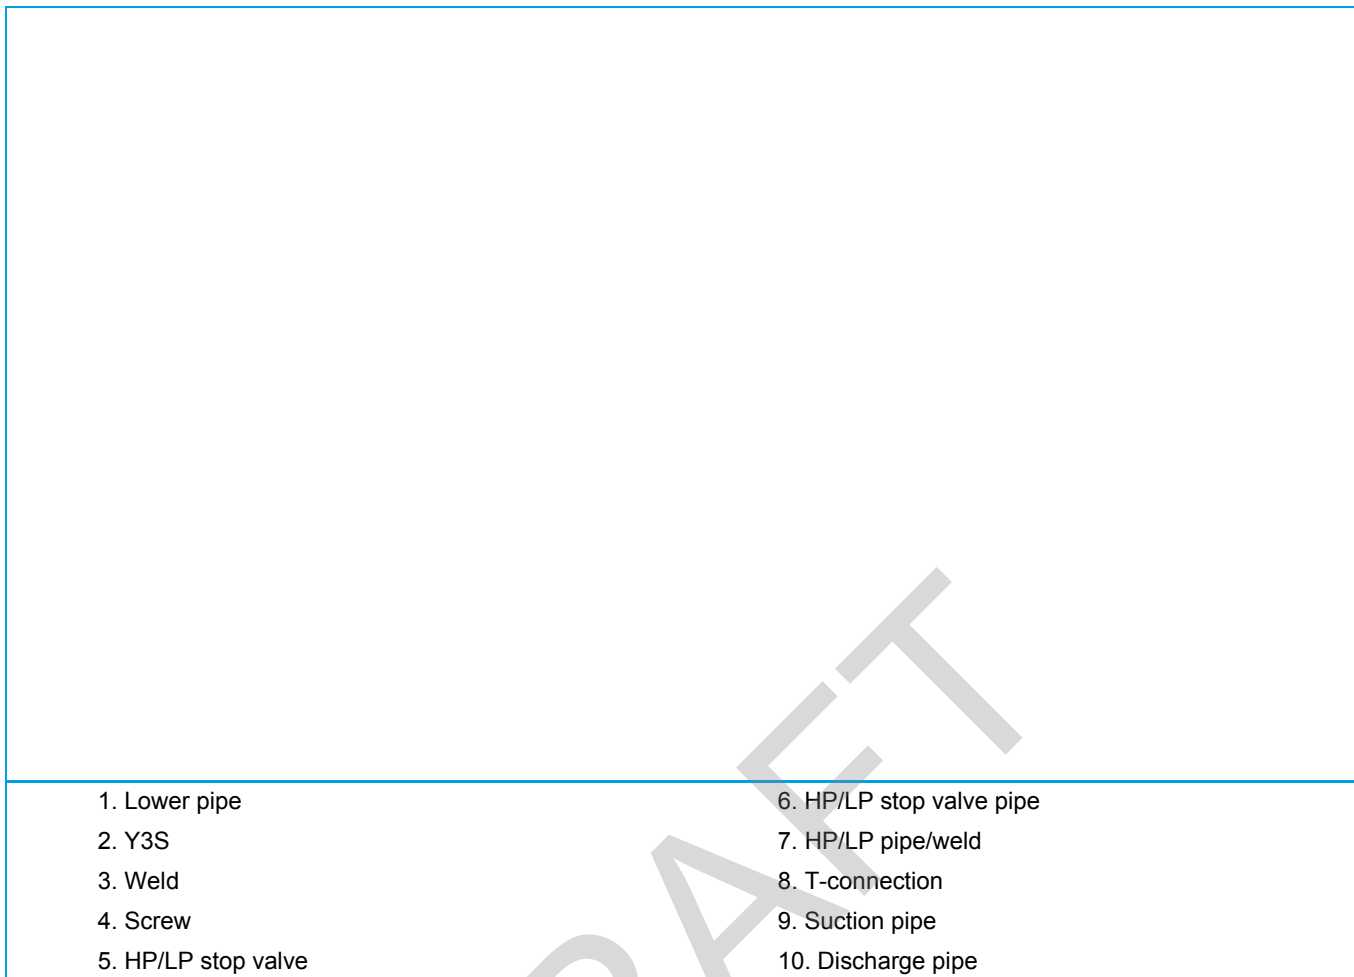 1. Lower pipe
2. Y3S
3. Weld
4. Screw
5. HP/LP stop valve
6. HP/LP stop valve pipe
7. HP/LP pipe/weld
8. T-connection
9. Suction pipe
10. Discharge pipe
RAFT